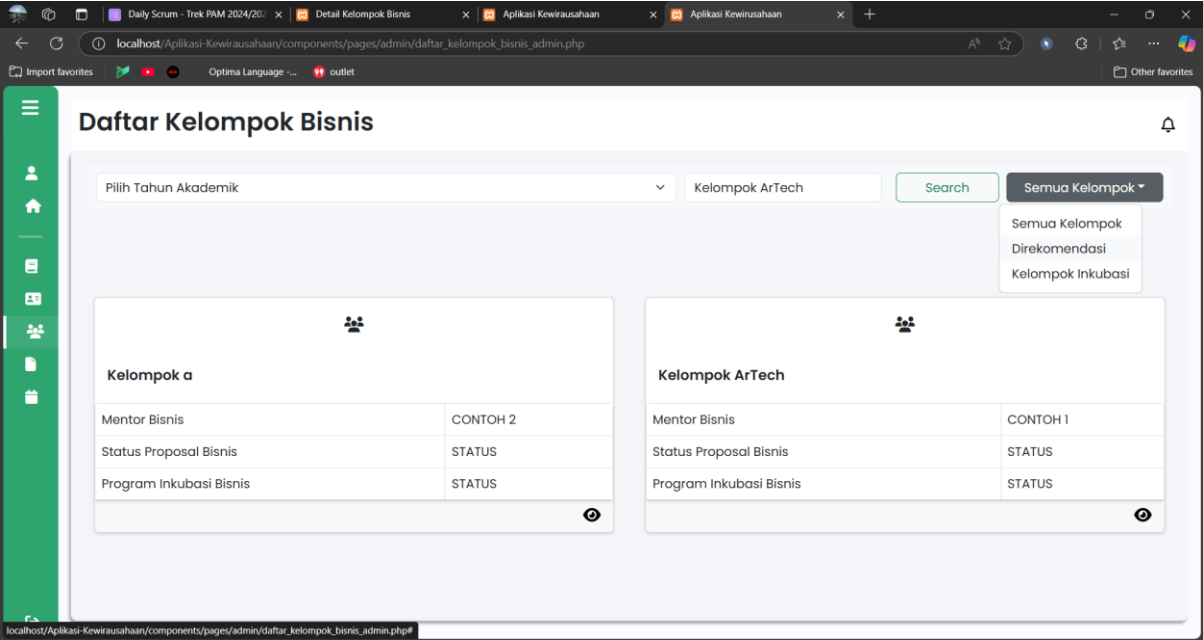 Daily Scrum - Trek PAM 2024/202
Detail Kelompok Bisnis
Aplikasi Kewirausahaan
Aplikasi Kewirusahaan
localhost/Aplikasi-Kewirausahaan/components/pages/admin/daftar_kelompok_bisnis_admin.php
Import favorites
Optima Language -...
outlet
Other favorites
Daftar Kelompok Bisnis
Pilih Tahun Akademik
Kelompok ArTech
Search
Semua Kelompok
Semua Kelompok
Direkomendasi
Kelompok Inkubasi
Kelompok a
Mentor Bisnis CONTOH 2
Status Proposal Bisnis STATUS
Program Inkubasi Bisnis STATUS
Kelompok ArTech
Mentor Bisnis CONTOH 1
Status Proposal Bisnis STATUS
Program Inkubasi Bisnis STATUS
localhost/Aplikasi-Kewirausahaan/components/pages/admin/daftar_kelompok_bisnis_admin.php#